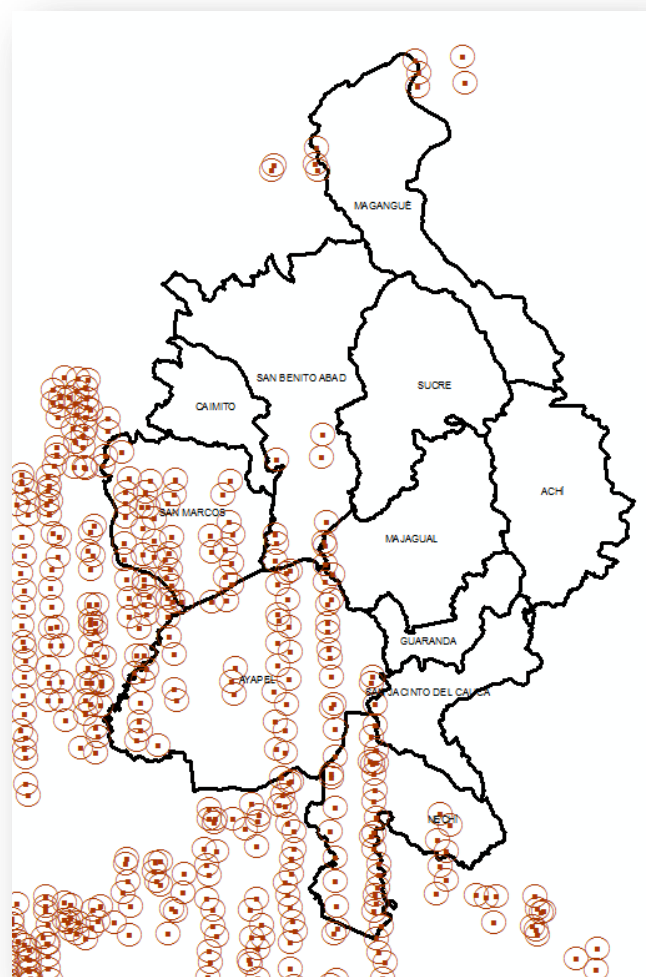 MAGANGUÉ
SAN BENITO ABAD
SUCRE
CAIMITO
ACHÍ
SAN MARCOS
MAJAGUAL
GUARANDA
AYAPEL
SAN JACINTO DEL CAUCA
NECHÍ